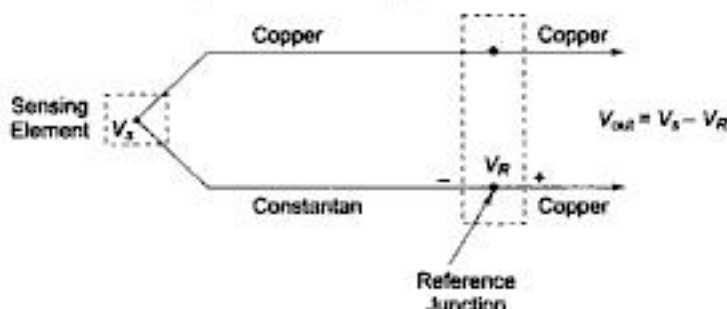 Copper
Copper
Sensing
Element
Vs
Vout = Vs – VR
VR
–
+
Constantan
Copper
Reference
Junction